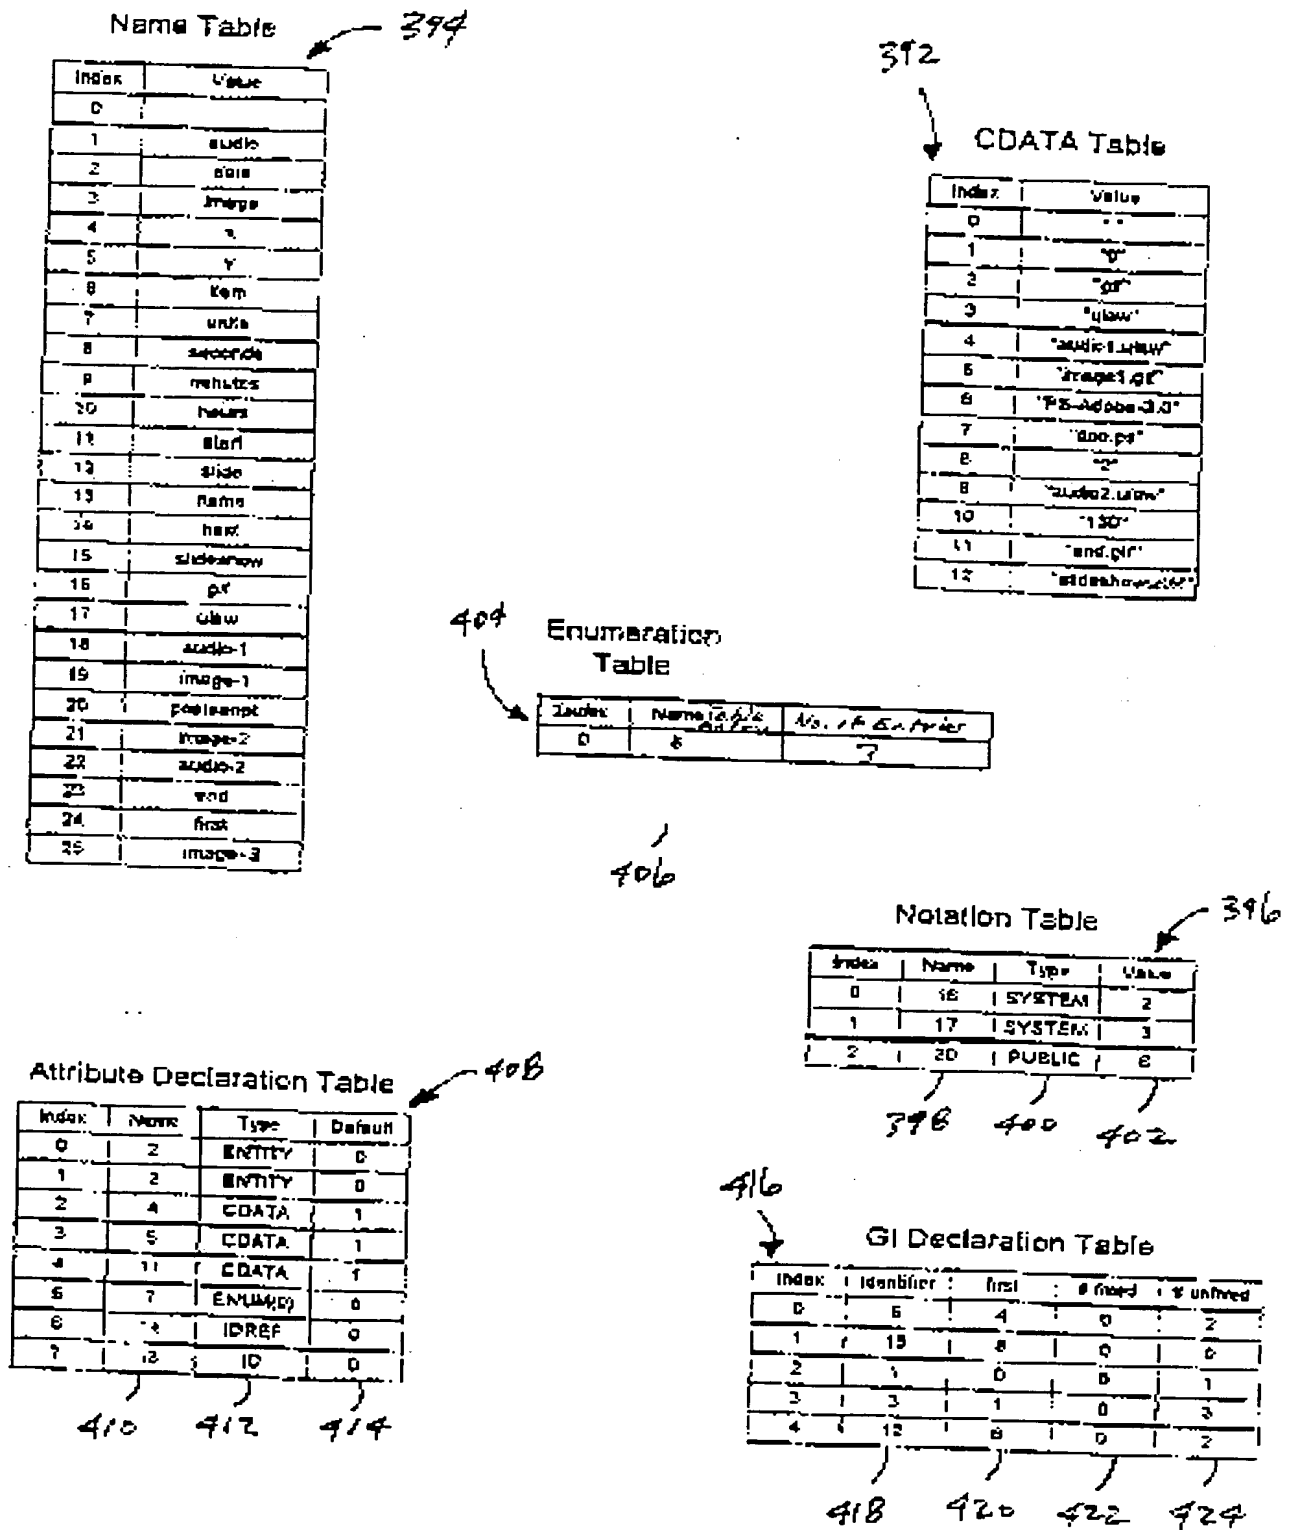 Name Table
394
Index Value
0
1 audio
2 data
3 image
4 x
5 y
6 item
7 units
8 seconds
9 minutes
10 hours
11 start
12 slide
13 name
14 next
15 slideshow
16 gif
17 ulaw
18 audio-1
19 image-1
20 postscript
21 image-2
22 audio-2
23 end
24 first
25 image-3
392
CDATA Table
Index Value
0 " "
1 "0"
2 "gif"
3 "ulaw"
4 "audio1.ulaw"
5 "image1.gif"
6 "PS-Adobe-3.0"
7 "doc.ps"
8 "2"
9 "audio2.ulaw"
10 "130"
11 "end.gif"
12
404
Enumeration
Table
Index Name Table Entry No. of Entries
0
406
Notation Table
396
Index Name Type Value
0 16 SYSTEM 2
1 17 SYSTEM 3
2 20 PUBLIC 6
398 400 402
Attribute Declaration Table
408
Index Name Type Default
0 2 ENTITY 0
1 2 ENTITY 0
2 4 CDATA 1
3 5 CDATA 1
4 11 CDATA 1
5 7 ENUM(0) 0
6 14 IDREF 0
7 13 ID 0
410 412 414
416
GI Declaration Table
Index Identifier first # fixed # unfixed
0 6 4 0 2
1 15 0 0
2 1 0 0 1
3 3 1 0 3
4 12 6 0 2
418 420 422 424